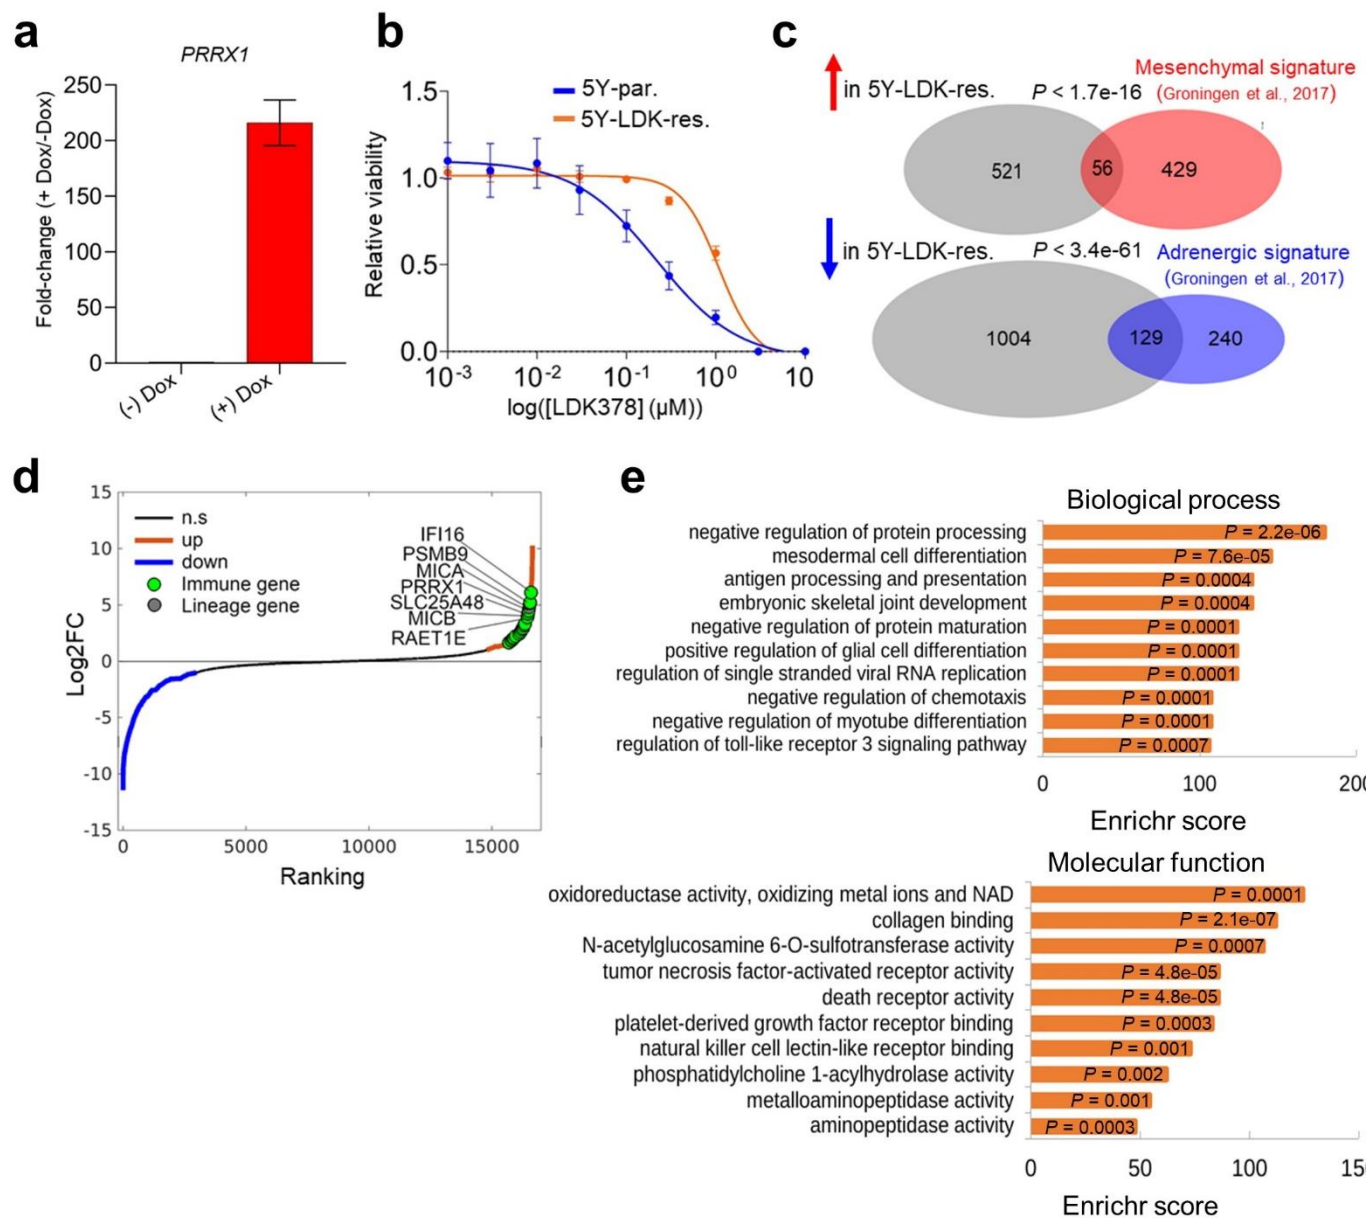 a
PRRX1
Fold-change (+ Dox/-Dox)
250
200
150
100
50
0
(-) Dox
(+) Dox
b
5Y-par.
5Y-LDK-res.
Relative viability
1.5
1.0
0.5
0.0
10-3
10-2
10-1
100
10
log([LDK378] (µM))
c
in 5Y-LDK-res.
P < 1.7e-16
Mesenchymal signature
(Groningen et al., 2017)
521
56
429
in 5Y-LDK-res.
P < 3.4e-61
Adrenergic signature
(Groningen et al., 2017)
1004
129
240
d
Log2FC
15
10
5
0
-5
-10
-15
n.s
up
down
Immune gene
Lineage gene
IFI16
PSMB9
MICA
PRRX1
SLC25A48
MICB
RAET1E
0
5000
10000
15000
Ranking
e
Biological process
negative regulation of protein processing
P = 2.2e-06
mesodermal cell differentiation
P = 7.6e-05
antigen processing and presentation
P = 0.0004
embryonic skeletal joint development
P = 0.0004
negative regulation of protein maturation
P = 0.0001
positive regulation of glial cell differentiation
P = 0.0001
regulation of single stranded viral RNA replication
P = 0.0001
negative regulation of chemotaxis
P = 0.0001
negative regulation of myotube differentiation
P = 0.0001
regulation of toll-like receptor 3 signaling pathway
P = 0.0007
0
100
200
Enrichr score
Molecular function
oxidoreductase activity, oxidizing metal ions and NAD
P = 0.0001
collagen binding
P = 2.1e-07
N-acetylglucosamine 6-O-sulfotransferase activity
P = 0.0007
tumor necrosis factor-activated receptor activity
P = 4.8e-05
death receptor activity
P = 4.8e-05
platelet-derived growth factor receptor binding
P = 0.0003
natural killer cell lectin-like receptor binding
P = 0.001
phosphatidylcholine 1-acylhydrolase activity
P = 0.002
metalloaminopeptidase activity
P = 0.001
aminopeptidase activity
P = 0.0003
0
50
100
150
Enrichr score